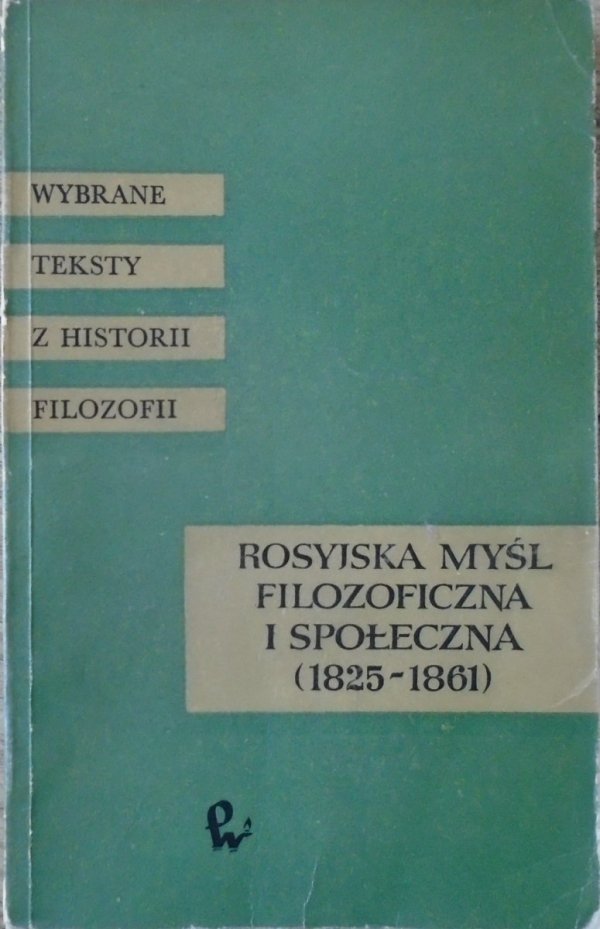 WYBRANE
TEKSTY
Z HISTORII
FILOZOFII
ROSYJSKA MYŚL
FILOZOFICZNA
I SPOŁECZNA
(1825-1861)